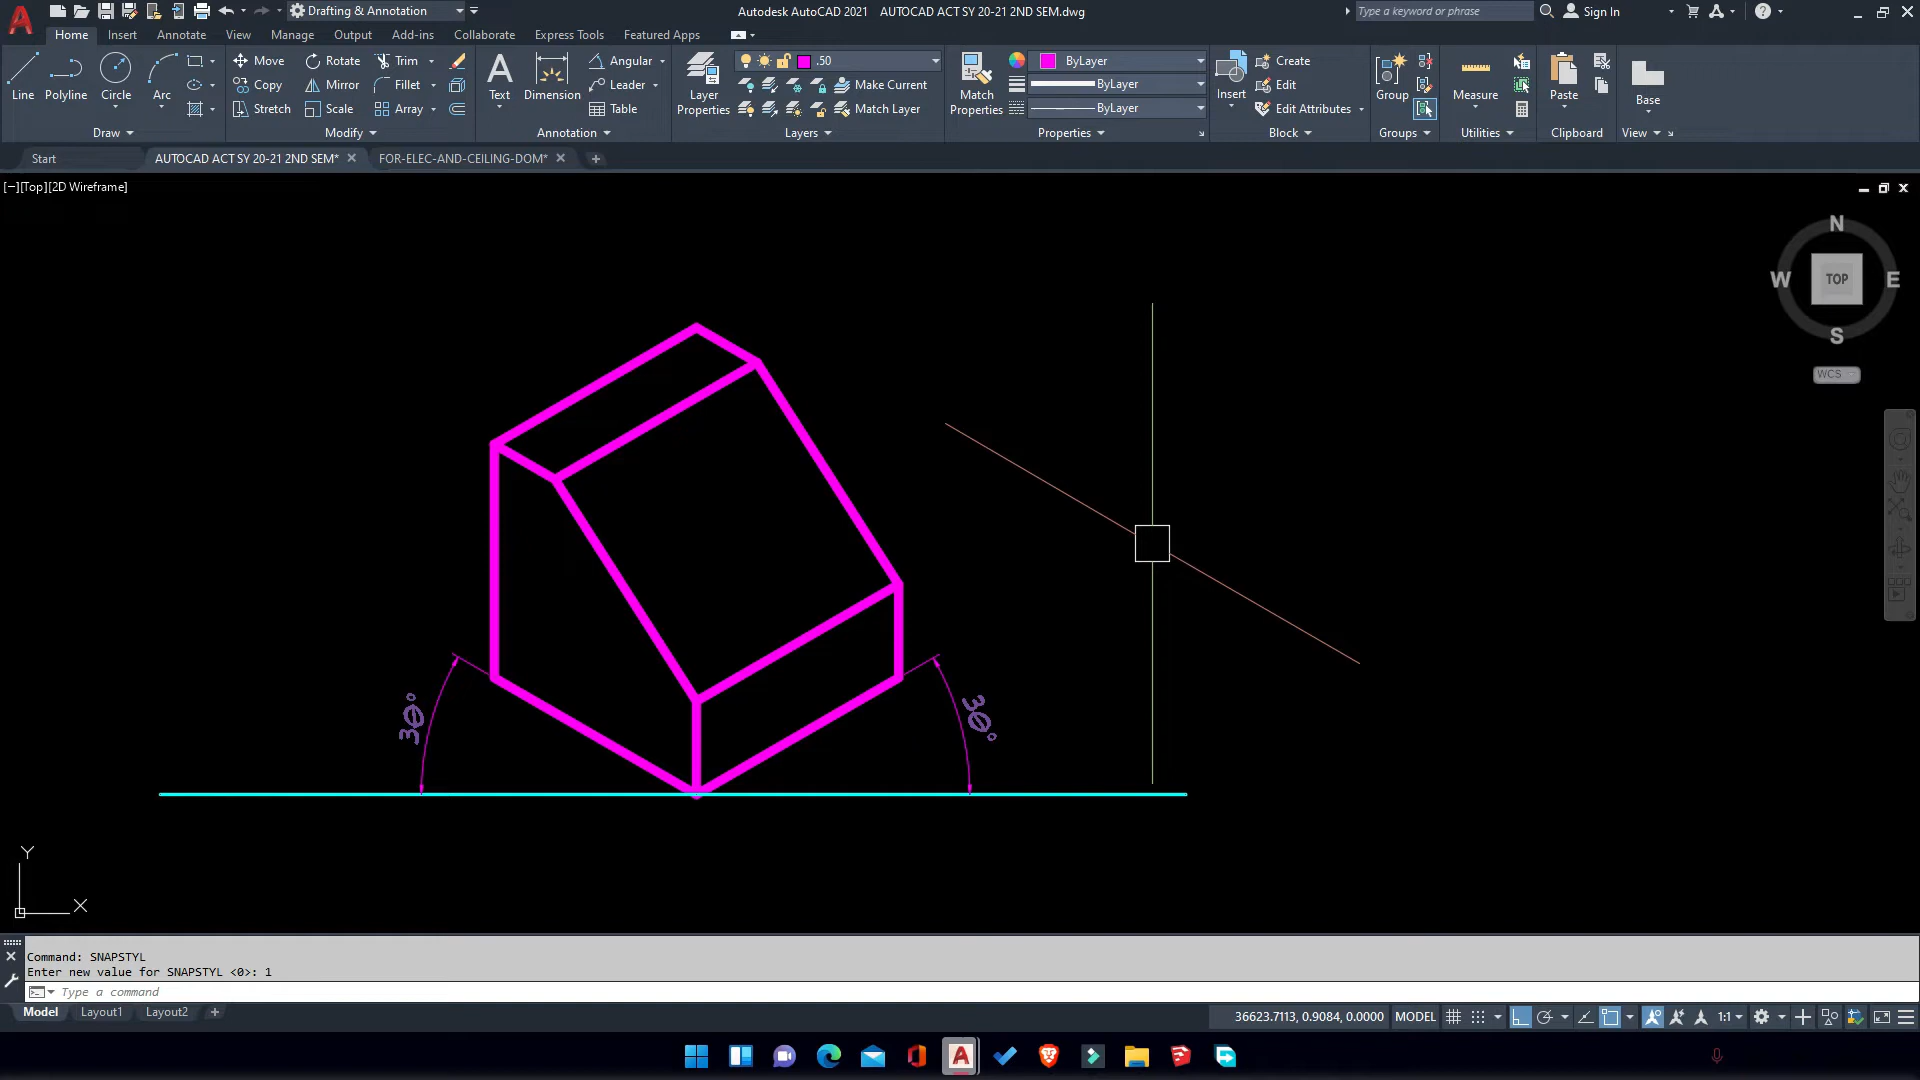 Drafting & Annotation
Autodesk AutoCAD 2021 AUTOCAD ACT SY 20-21 2ND SEM.dwg
Type a keyword or phrase
Sign In
Home Insert Annotate View Manage Output Add-ins Collaborate Express Tools Featured Apps
Line Polyline Circle Arc
Draw
Move Rotate Trim
Copy Mirror Fillet
Stretch Scale Array
Modify
Text Dimension
Angular
Leader
Table
Annotation
Layer Properties
.50
Make Current
Match Layer
Layers
Match Properties
ByLayer
ByLayer
ByLayer
Properties
Insert
Create
Edit
Edit Attributes
Block
Group
Groups
Measure
Utilities
Paste
Clipboard
Base
View
Start AUTOCAD ACT SY 20-21 2ND SEM* FOR-ELEC-AND-CEILING-DOM*
[−][Top][2D Wireframe]
N
W TOP E
S
WCS
30°
30°
Y
X
Command: SNAPSTYL
Enter new value for SNAPSTYL <0>: 1
Type a command
Model Layout1 Layout2
36623.7113, 0.9084, 0.0000 MODEL 1:1